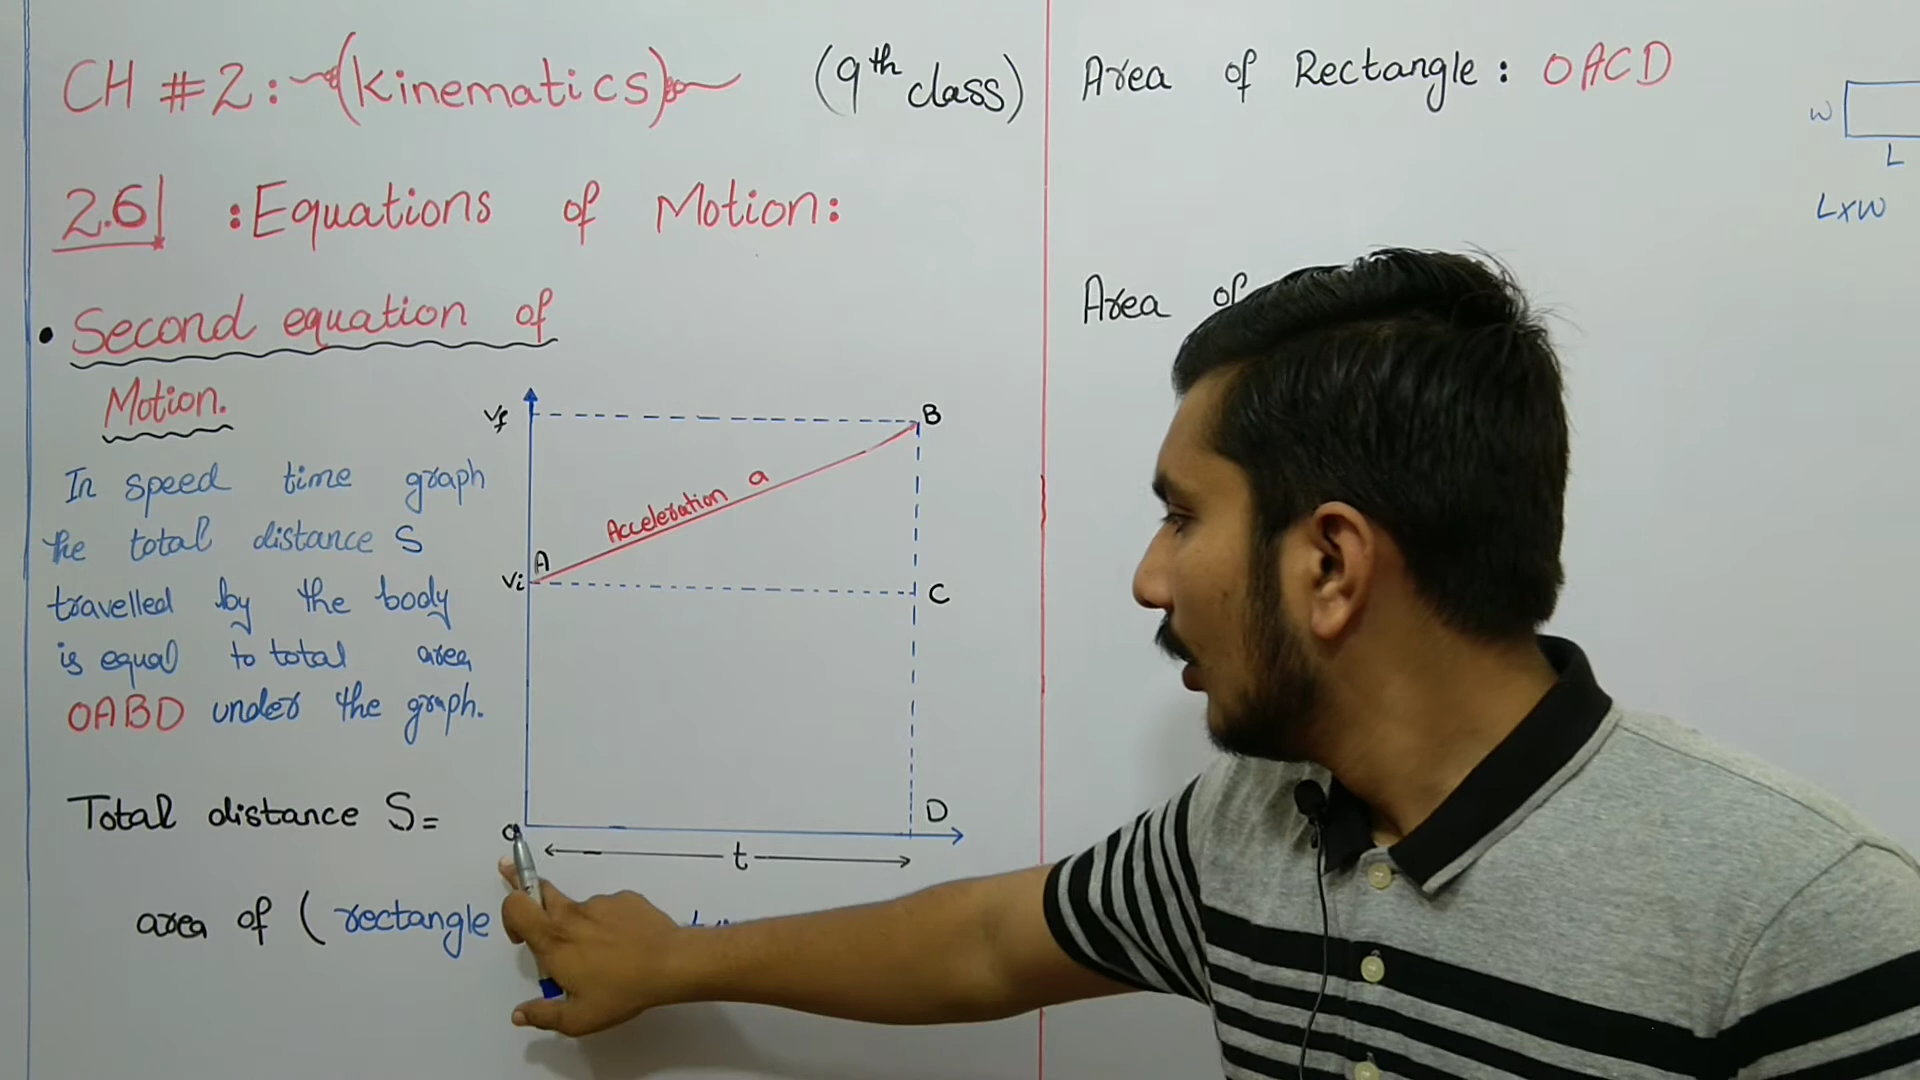 CH #2: (Kinematics) (9th class)
2.6 :Equations of Motion:
• Second equation of
Motion.
In speed time graph
the total distance S
travelled by the body
is equal to total area
OABD under the graph.
Total distance S=
area of ( rectangle
Vf
B
Acceleration a
A
Vi
C
D
O
t
Area of Rectangle: OACD
W
L
L×W
Area of